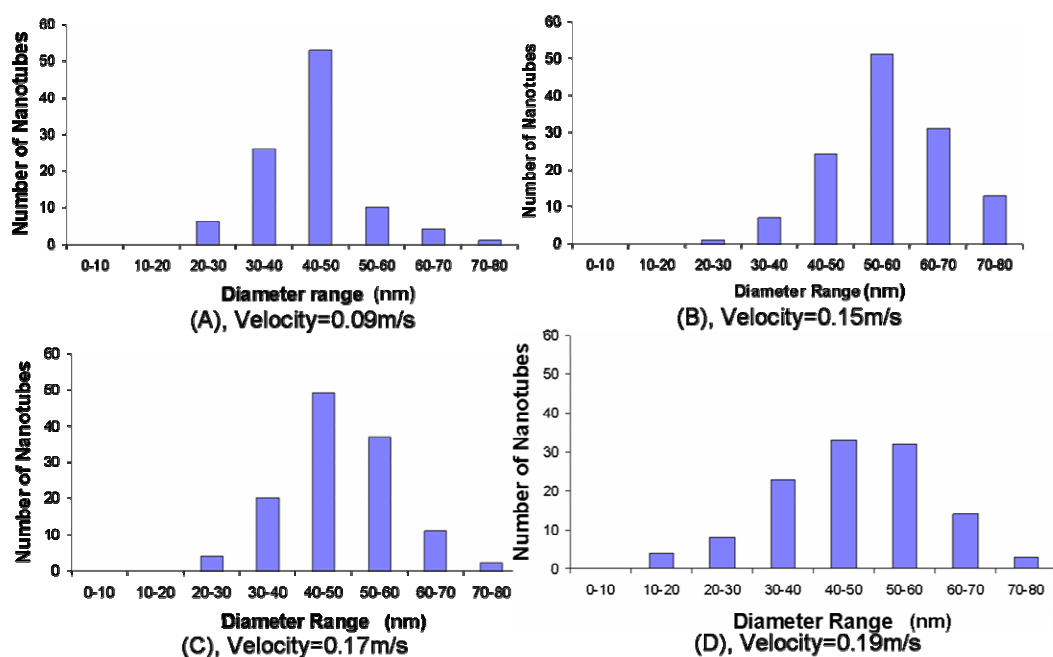 60
50
40
30
20
10
0
Number of Nanotubes
0-10 10-20 20-30 30-40 40-50 50-60 60-70 70-80
Diameter range (nm)
(A), Velocity=0.09m/s
60
50
40
30
20
10
0
Number of Nanotubes
0-10 10-20 20-30 30-40 40-50 50-60 60-70 70-80
Diameter Range (nm)
(B), Velocity=0.15m/s
60
50
40
30
20
10
0
Number of Nanotubes
0-10 10-20 20-30 30-40 40-50 50-60 60-70 70-80
Diameter Range (nm)
(C), Velocity=0.17m/s
60
50
40
30
20
10
0
Number of Nanotubes
0-10 10-20 20-30 30-40 40-50 50-60 60-70 70-80
Diameter Range (nm)
(D), Velocity=0.19m/s